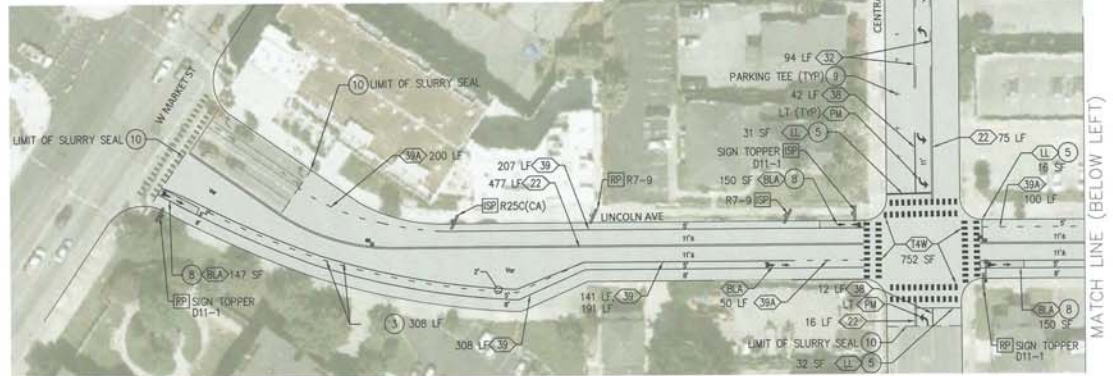 W MARKET ST
LIMIT OF SLURRY SEAL 10
10 LIMIT OF SLURRY SEAL
39A 200 LF
207 LF 39
477 LF 22
ISP R25C(CA)
RP R7-9
LINCOLN AVE
94 LF 32
PARKING TEE (TYP) 9
42 LF 38
LT (TYP) PM
31 SF LL 5
SIGN TOPPER ISP
D11-1
150 SF BLA 8
R7-9 ISP
22 75 LF
LL 5
16 SF
39A
100 LF
11'
T4W
752 SF
8 BLA 147 SF
RP SIGN TOPPER
D11-1
3 308 LF
308 LF 39
141 LF 39
191 LF
BLA
50 LF 39A
12 LF 38
LT PM
16 LF 22
LIMIT OF SLURRY SEAL 10
32 SF LL 5
BLA 8
150 SF
RP SIGN TOPPER
D11-1
MATCH LINE (BELOW LEFT)